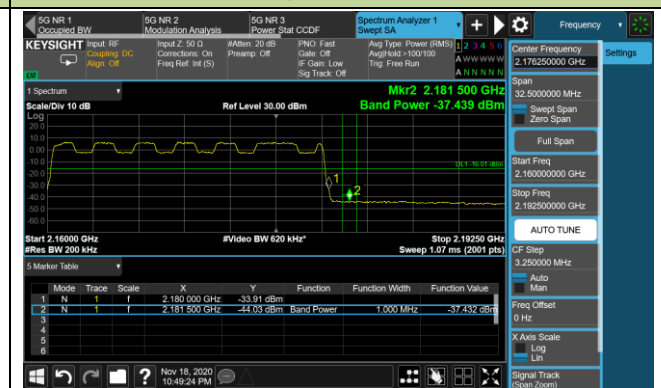 5G NR 1
Occupied BW
5G NR 2
Modulation Analysis
5G NR 3
Power Stat CCDF
Spectrum Analyzer 1
Swept SA
Frequency
KEYSIGHT
Input: RF
Coupling: DC
Align: Off
Input Z: 50 Ω
Corrections: On
Freq Ref: Int (S)
#Atten: 20 dB
Preamp: Off
PNO: Fast
Gate: Off
IF Gain: Low
Sig Track: Off
Avg Type: Power (RMS)
Avg|Hold:>100/100
Trig: Free Run
1 2 3 4 5 6
A W W W W W
A N N N N N
1 Spectrum
Scale/Div 10 dB
Ref Level 30.00 dBm
Mkr2 2.181 500 GHz
Band Power -37.439 dBm
Log
20.0
10.0
0.00
-10.0
-20.0
-30.0
-40.0
-50.0
-60.0
DL1 -16.01 dBm
1
2
Start 2.16000 GHz
#Res BW 200 kHz
#Video BW 620 kHz*
Stop 2.19250 GHz
Sweep 1.07 ms (2001 pts)
5 Marker Table
Mode Trace Scale X Y Function Function Width Function Value
1 N 1 f 2.180 000 GHz -33.91 dBm
2 N 1 f 2.181 500 GHz -44.03 dBm Band Power 1.000 MHz -37.432 dBm
3
4
5
6
Nov 18, 2020
10:49:24 PM
Settings
Center Frequency
2.176250000 GHz
Span
32.5000000 MHz
Swept Span
Zero Span
Full Span
Start Freq
2.160000000 GHz
Stop Freq
2.192500000 GHz
AUTO TUNE
CF Step
3.250000 MHz
Auto
Man
Freq Offset
0 Hz
X Axis Scale
Log
Lin
Signal Track
(Span Zoom)